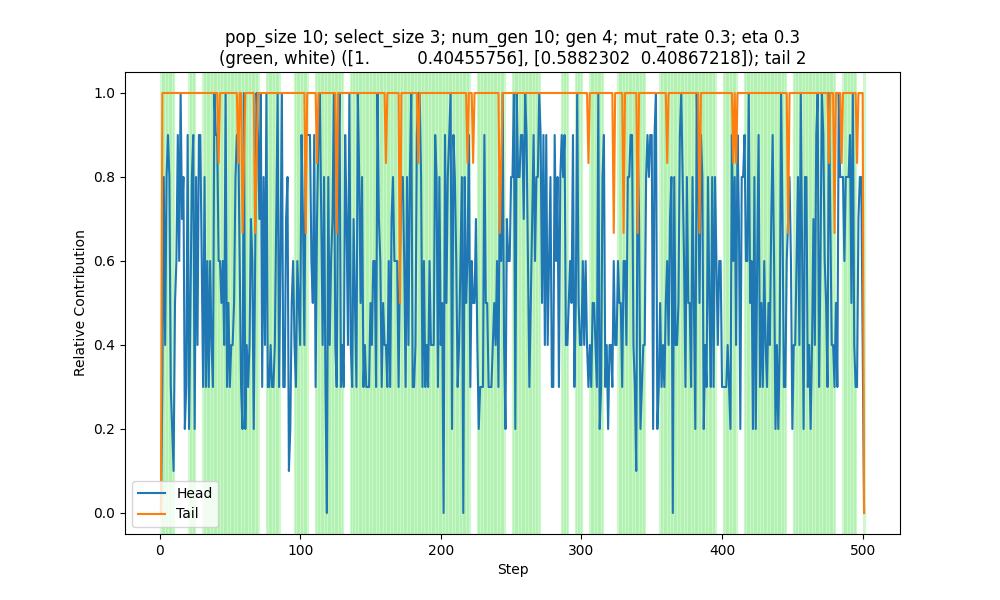 pop_size 10; select_size 3; num_gen 10; gen 4; mut_rate 0.3; eta 0.3
(green, white) ([1.         0.40455756], [0.5882302  0.40867218]); tail 2
1.0
0.8
0.6
0.4
0.2
0.0
Relative Contribution
Head
Tail
0
100
200
300
400
500
Step